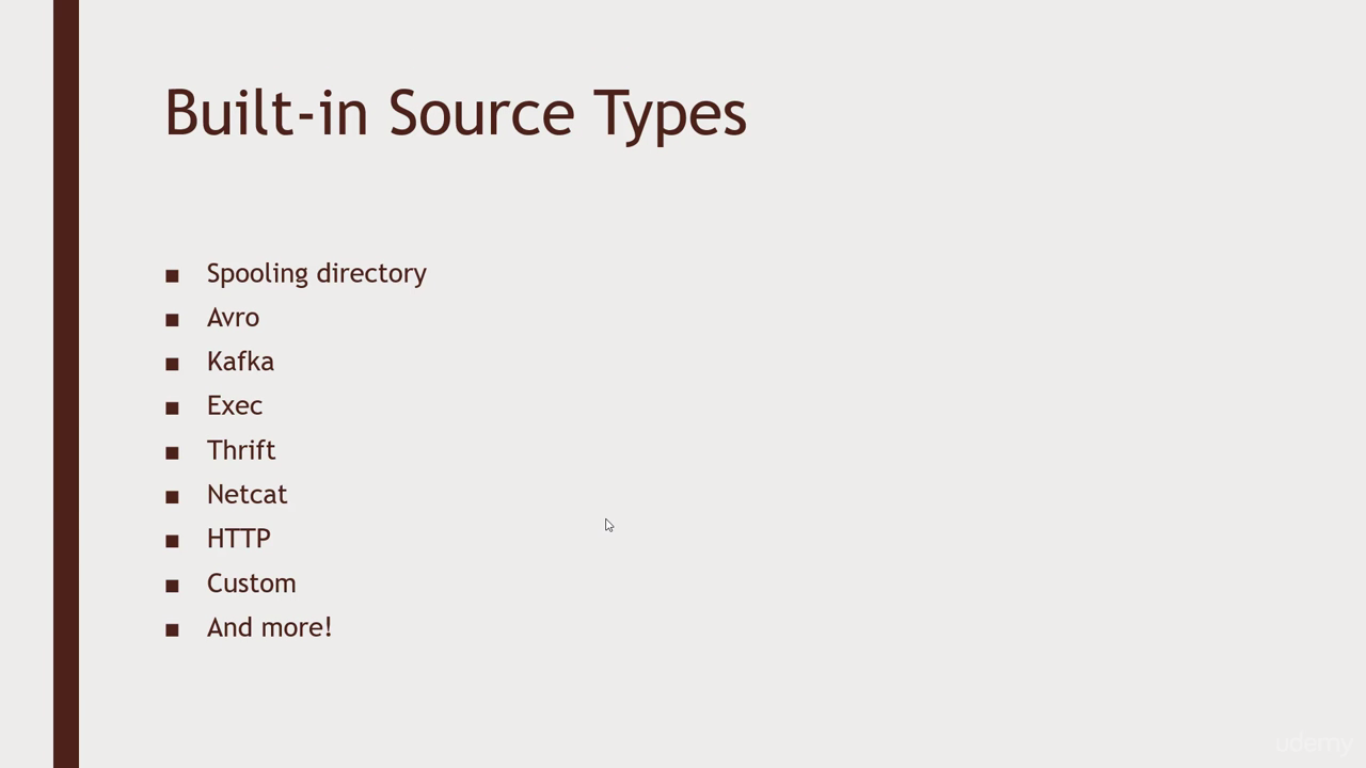 Built-in Source Types
■ Spooling directory
■ Avro
■ Kafka
■ Exec
■ Thrift
■ Netcat
■ HTTP
■ Custom
■ And more!
udemy